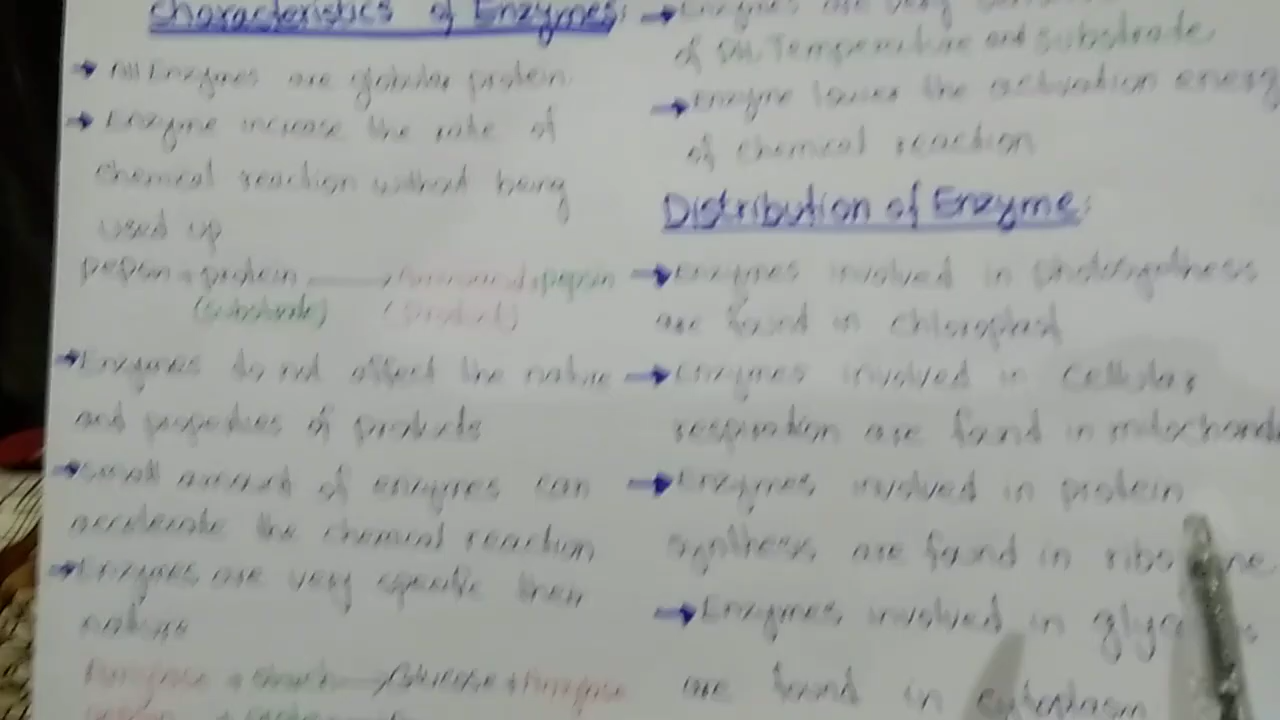 Characteristics of Enzymes:
All Enzymes are globular protein
Enzyme increase the rate of
chemical reaction without being
used up
pepsin + protein → + pepsin
(substrate) (Product)
Enzymes do not affect the nature
and properties of products
Small amount of enzymes can
accelerate the chemical reaction
Enzymes are very specific their
nature
+ starch → Glucose +
Enzymes are very
of PH, Temperature and substrate
Enzyme lower the activation energy
of chemical reaction
Distribution of Enzyme:
Enzymes involved in photosynthesis
are found in chloroplast
Enzymes involved in cellular
respiration are found in mitochond
Enzymes involved in protein
synthesis are found in
Enzymes involved in
are found in cytoplasm